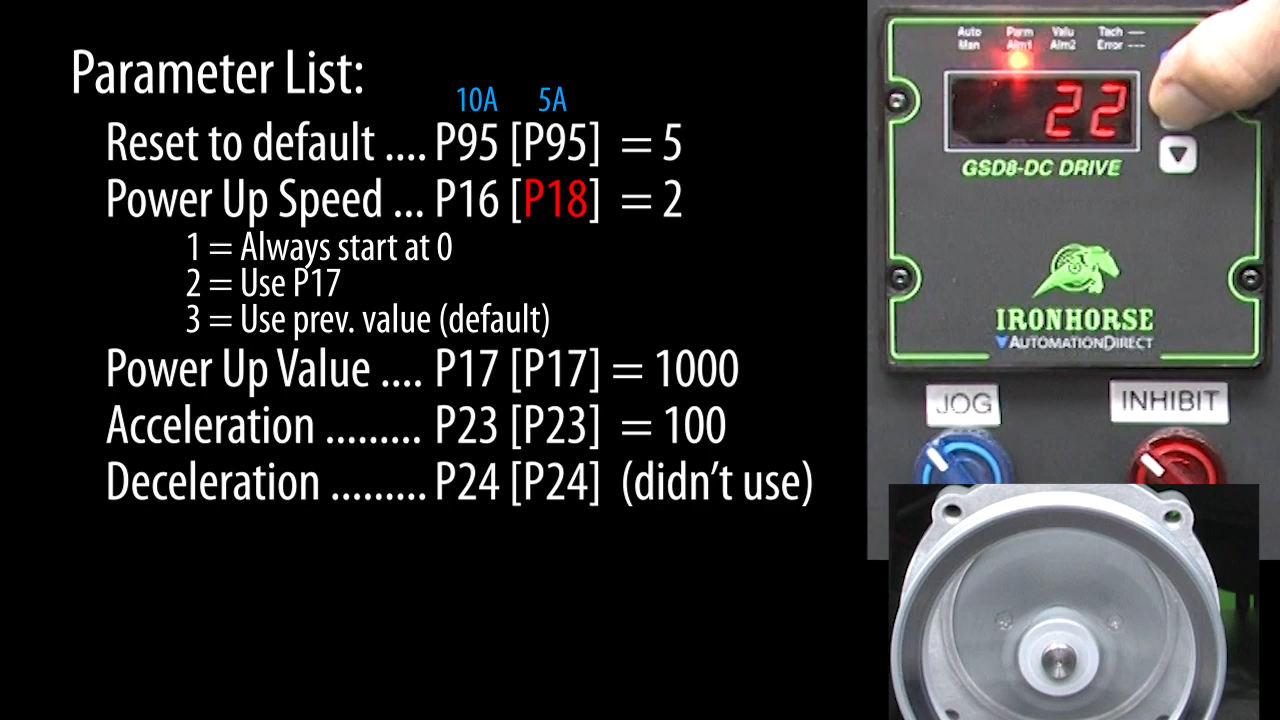 Parameter List:
10A 5A
Reset to default .... P95 [P95] = 5
Power Up Speed ... P16 [P18] = 2
1 = Always start at 0
2 = Use P17
3 = Use prev. value (default)
Power Up Value .... P17 [P17] = 1000
Acceleration ......... P23 [P23] = 100
Deceleration ......... P24 [P24] (didn't use)
Auto Parm Valu Tach
Man Alm1 Alm2 Error
22
GSD8-DC DRIVE
IRONHORSE
AUTOMATIONDIRECT
JOG
INHIBIT